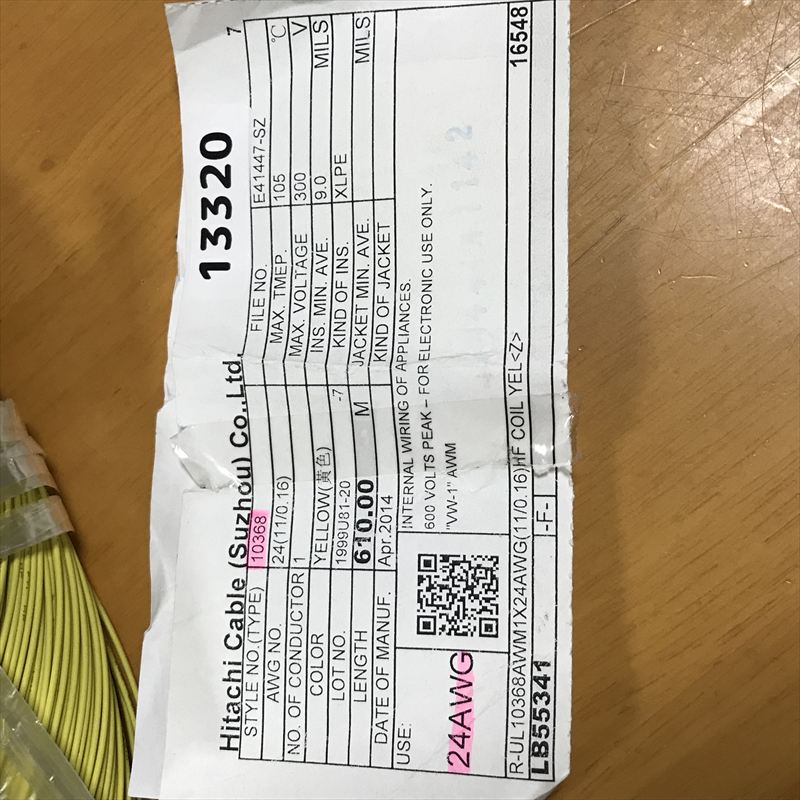 7
13320
Hitachi Cable (Suzhou) Co.,Ltd.
STYLE NO.(TYPE) 10368 FILE NO. E41447-SZ
AWG NO. 24(11/0.16) MAX. TMEP. 105 ℃
NO. OF CONDUCTOR 1 MAX. VOLTAGE 300 V
COLOR YELLOW(黄色) INS. MIN. AVE. 9.0 MILS
LOT NO. 1999U81-20 -7 KIND OF INS. XLPE
LENGTH 610.00 M JACKET MIN. AVE. MILS
DATE OF MANUF. Apr.2014 KIND OF JACKET
USE:
INTERNAL WIRING OF APPLIANCES.
600 VOLTS PEAK – FOR ELECTRONIC USE ONLY.
"VW-1" AWM
24AWG
R-UL10368AWM1X24AWG(11/0.16)HF COIL YEL<Z> 16548
LB55341 -F-